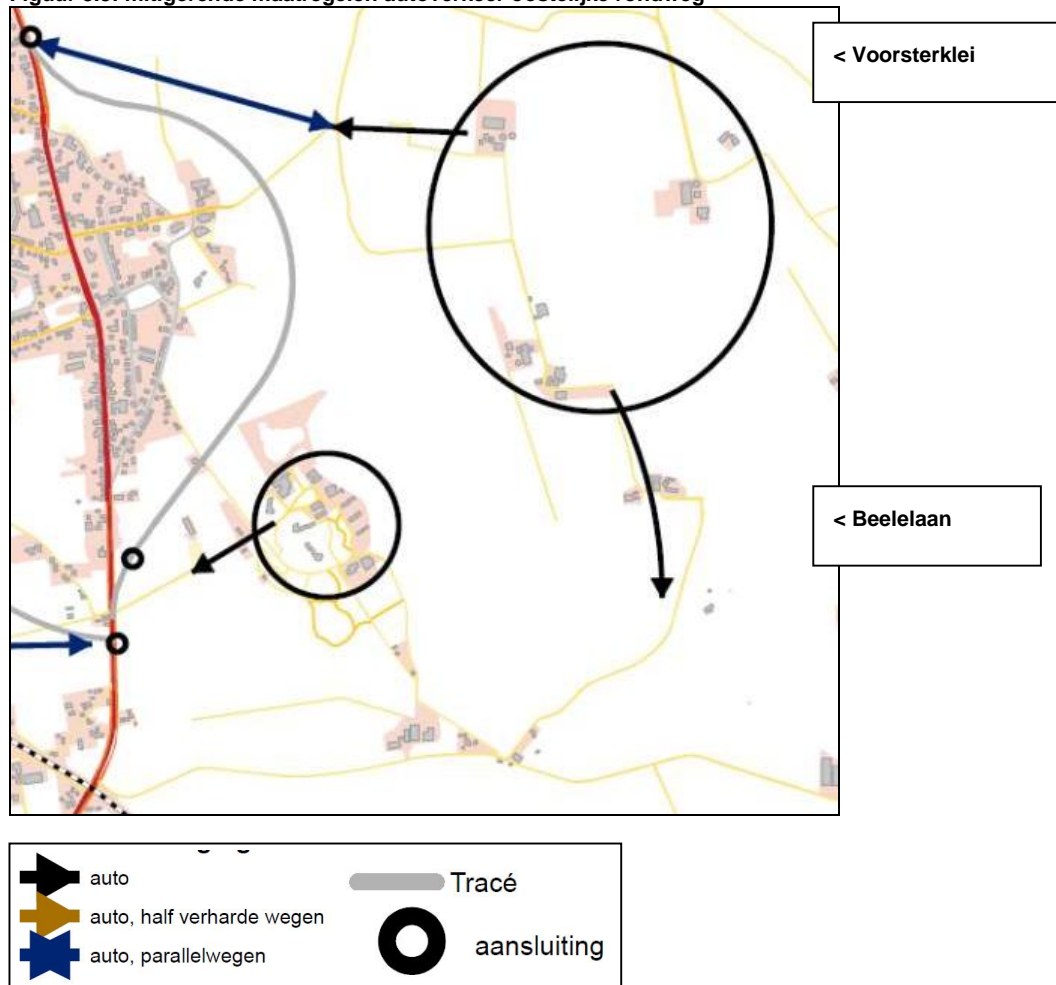 < Voorsterklei
< Beelelaan
auto
Tracé
auto, half verharde wegen
aansluiting
auto, parallelwegen